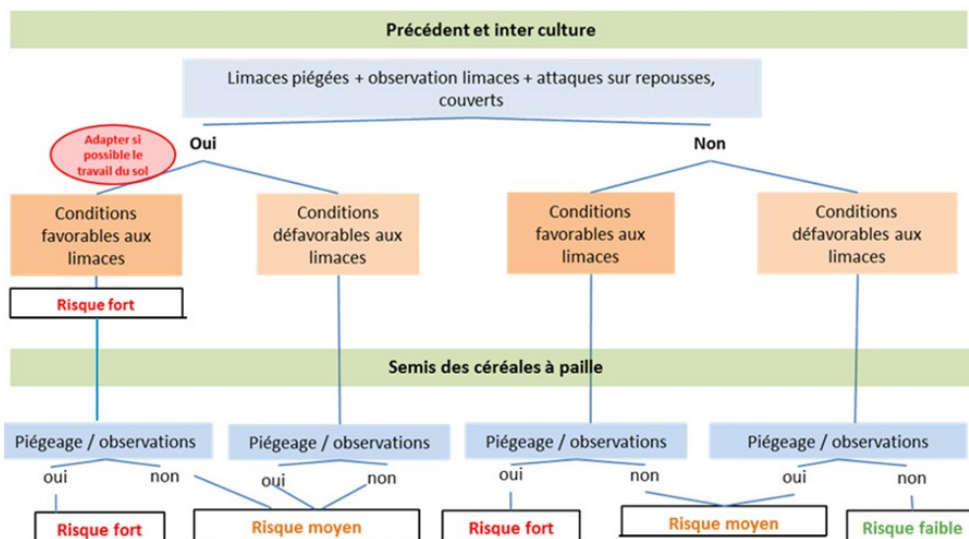 Précédent et inter culture
Limaces piégées + observation limaces + attaques sur repousses,
couverts
Adapter si
possible le
travail du sol
Oui
Non
Conditions
favorables aux
limaces
Conditions
défavorables aux
limaces
Conditions
favorables aux
limaces
Conditions
défavorables aux
limaces
Risque fort
Semis des céréales à paille
Piégeage / observations
Piégeage / observations
Piégeage / observations
Piégeage / observations
oui
non
oui
non
oui
non
oui
non
Risque fort
Risque moyen
Risque fort
Risque moyen
Risque faible